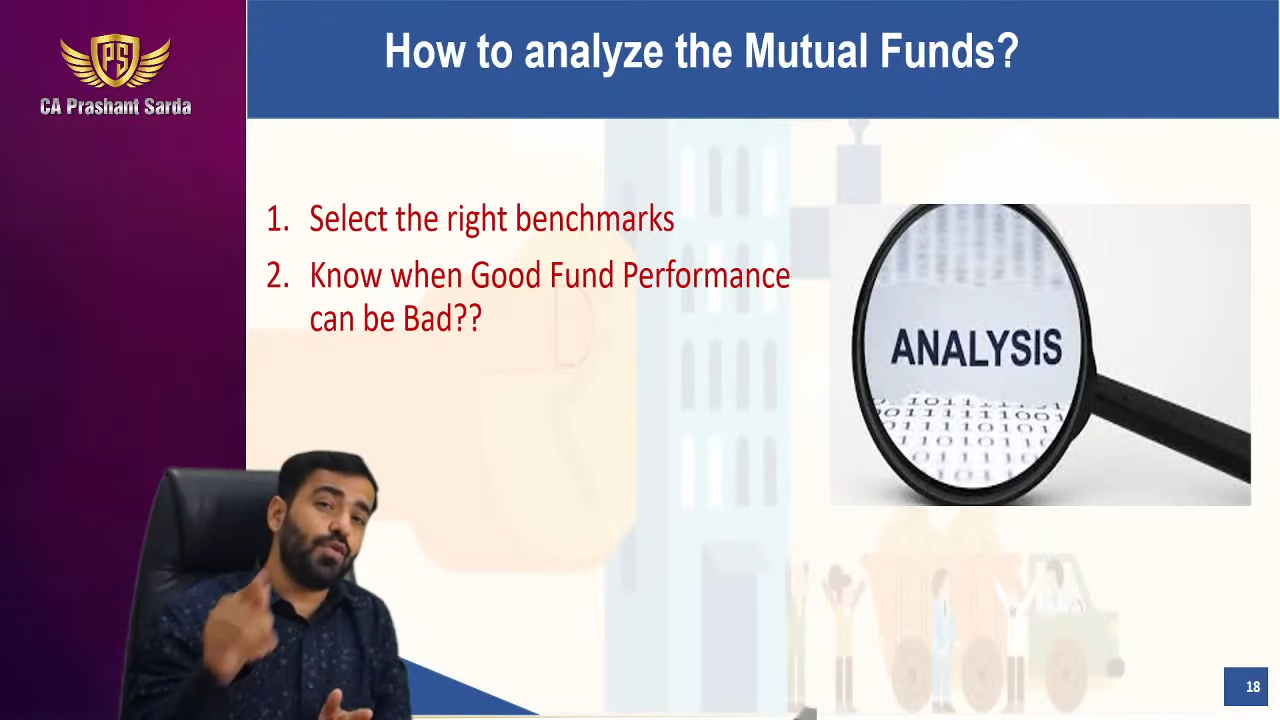 PS
CA Prashant Sarda
How to analyze the Mutual Funds?
1. Select the right benchmarks
2. Know when Good Fund Performance
can be Bad??
ANALYSIS
18